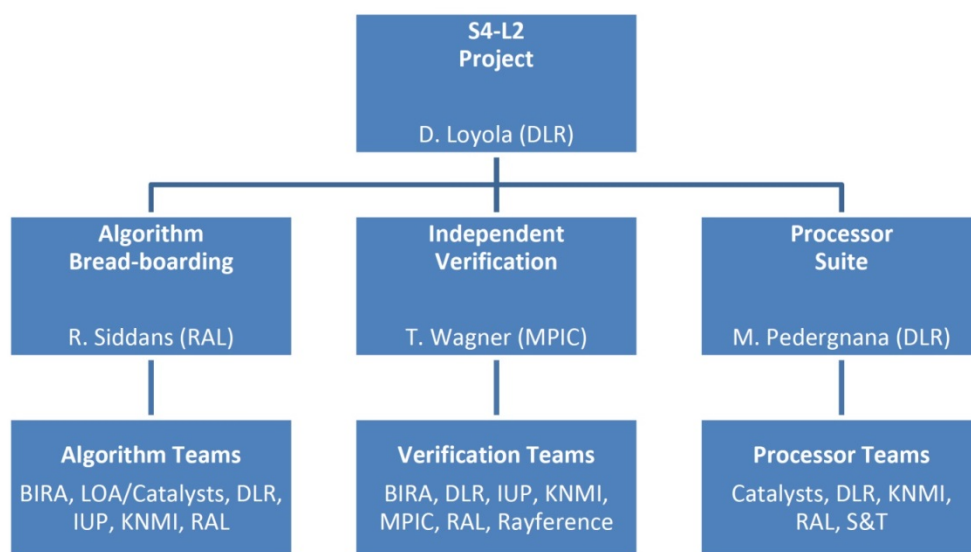 S4-L2
Project
D. Loyola (DLR)
Algorithm
Bread-boarding
R. Siddans (RAL)
Independent
Verification
T. Wagner (MPIC)
Processor
Suite
M. Pedergnana (DLR)
Algorithm Teams
BIRA, LOA/Catalysts, DLR,
IUP, KNMI, RAL
Verification Teams
BIRA, DLR, IUP, KNMI,
MPIC, RAL, Rayference
Processor Teams
Catalysts, DLR, KNMI,
RAL, S&T